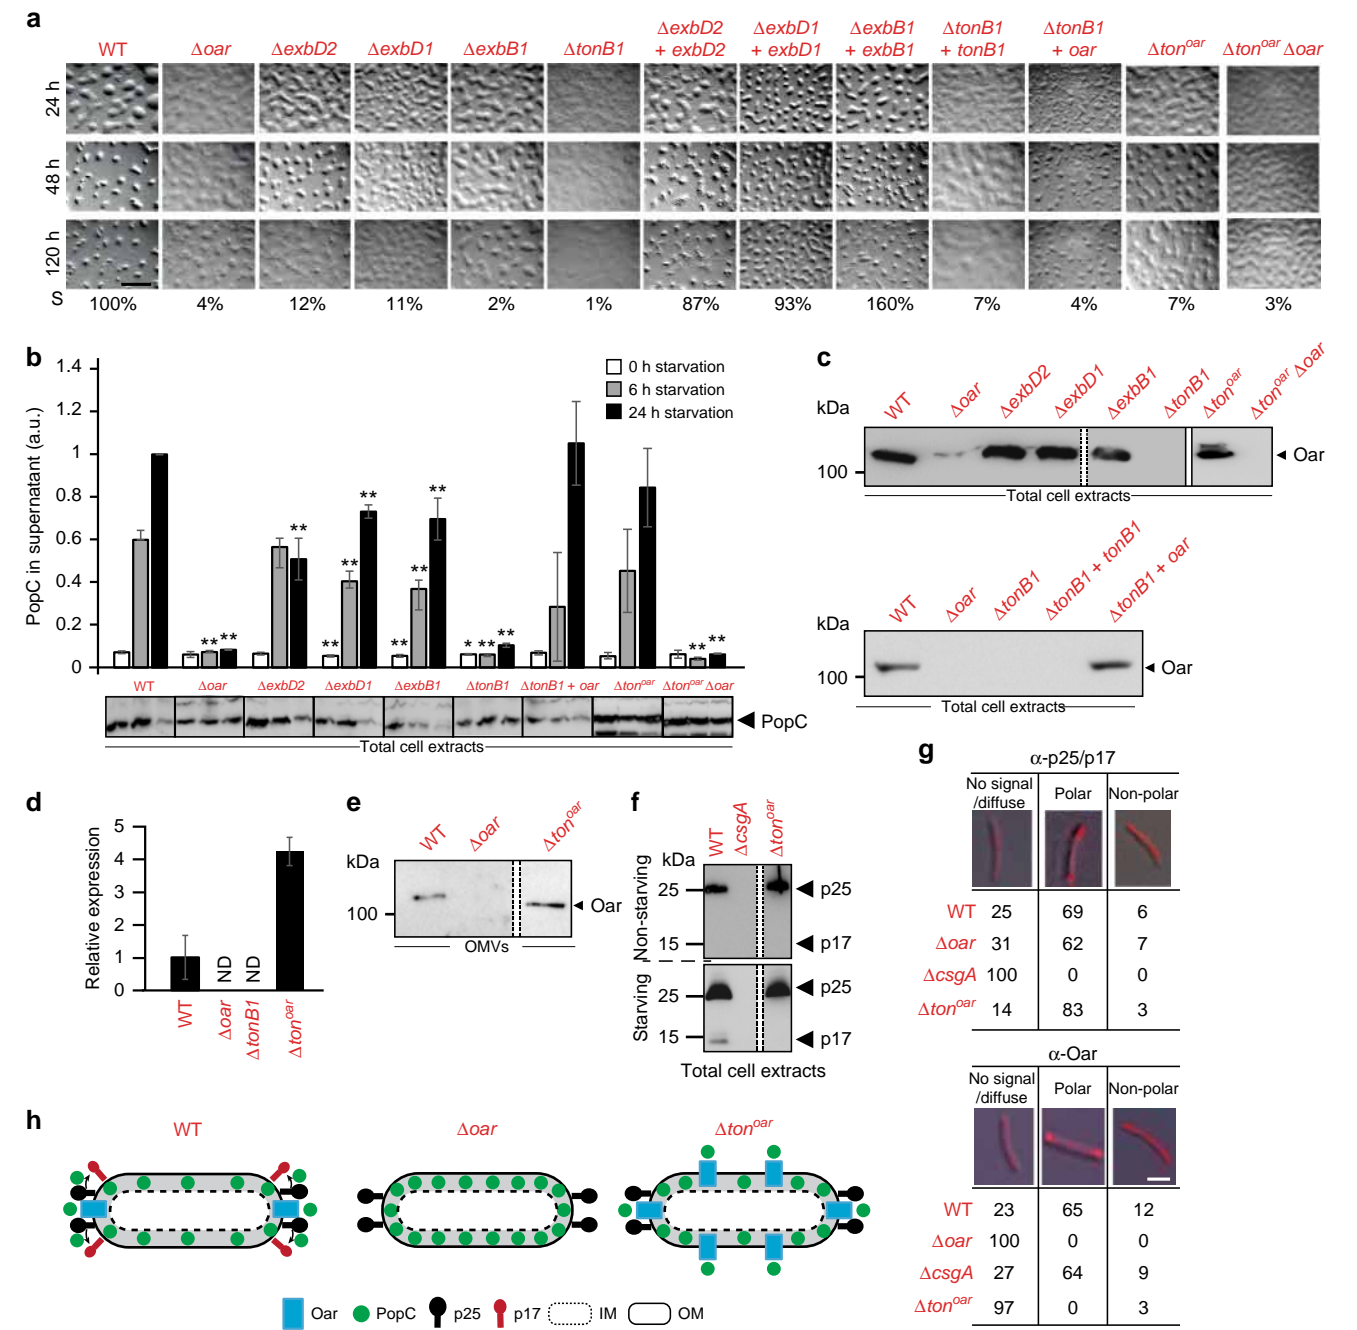 a
WT Δoar ΔexbD2 ΔexbD1 ΔexbB1 ΔtonB1 ΔexbD2 + exbD2 ΔexbD1 + exbD1 ΔexbB1 + exbB1 ΔtonB1 + tonB1 ΔtonB1 + oar Δton^oar Δton^oar Δoar
24 h
48 h
120 h
S 100% 4% 12% 11% 2% 1% 87% 93% 160% 7% 4% 7% 3%
b
PopC in supernatant (a.u.)
1.4
1.2
1
0.8
0.6
0.4
0.2
0
0 h starvation
6 h starvation
24 h starvation
** ** ** ** ** ** ** ** ** * ** ** ** **
WT Δoar ΔexbD2 ΔexbD1 ΔexbB1 ΔtonB1 ΔtonB1 + oar Δton^oar Δton^oar Δoar
PopC
Total cell extracts
c
kDa
WT Δoar ΔexbD2 ΔexbD1 ΔexbB1 ΔtonB1 Δton^oar Δton^oar Δoar
100
Oar
Total cell extracts
kDa
WT Δoar ΔtonB1 ΔtonB1 + tonB1 ΔtonB1 + oar
100
Oar
Total cell extracts
d
Relative expression
5
4
3
2
1
0
ND ND
WT Δoar ΔtonB1 Δton^oar
e
kDa
WT Δoar Δton^oar
100
Oar
OMVs
f
WT ΔcsgA Δton^oar
kDa
Non-starving
25
15
p25
p17
Starving
25
15
p25
p17
Total cell extracts
g
α-p25/p17
No signal /diffuse Polar Non-polar
WT 25 69 6
Δoar 31 62 7
ΔcsgA 100 0 0
Δton^oar 14 83 3
α-Oar
No signal /diffuse Polar Non-polar
WT 23 65 12
Δoar 100 0 0
ΔcsgA 27 64 9
Δton^oar 97 0 3
h
WT Δoar Δton^oar
Oar PopC p25 p17 IM OM